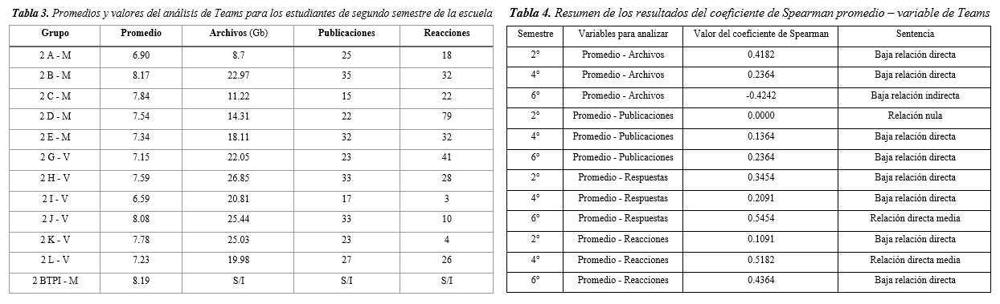 Tabla 3. Promedios y valores del análisis de Teams para los estudiantes de segundo semestre de la escuela
Grupo Promedio Archivos (Gb) Publicaciones Reacciones
2 A - M 6.90 8.7 25 18
2 B - M 8.17 22.97 35 32
2 C - M 7.84 11.22 15 22
2 D - M 7.54 14.31 22 79
2 E - M 7.34 18.11 32 32
2 G - V 7.15 22.05 23 41
2 H - V 7.59 26.85 33 28
2 I - V 6.59 20.81 17 3
2 J - V 8.08 25.44 33 10
2 K - V 7.78 25.03 23 4
2 L - V 7.23 19.98 27 26
2 BTPI - M 8.19 S/I S/I S/I
Tabla 4. Resumen de los resultados del coeficiente de Spearman promedio – variable de Teams
Semestre Variables para analizar Valor del coeficiente de Spearman Sentencia
2° Promedio - Archivos 0.4182 Baja relación directa
4° Promedio - Archivos 0.2364 Baja relación directa
6° Promedio - Archivos -0.4242 Baja relación indirecta
2° Promedio - Publicaciones 0.0000 Relación nula
4° Promedio - Publicaciones 0.1364 Baja relación directa
6° Promedio - Publicaciones 0.2364 Baja relación directa
2° Promedio - Respuestas 0.3454 Baja relación directa
4° Promedio - Respuestas 0.2091 Baja relación directa
6° Promedio - Respuestas 0.5454 Relación directa media
2° Promedio - Reacciones 0.1091 Baja relación directa
4° Promedio - Reacciones 0.5182 Relación directa media
6° Promedio - Reacciones 0.4364 Baja relación directa